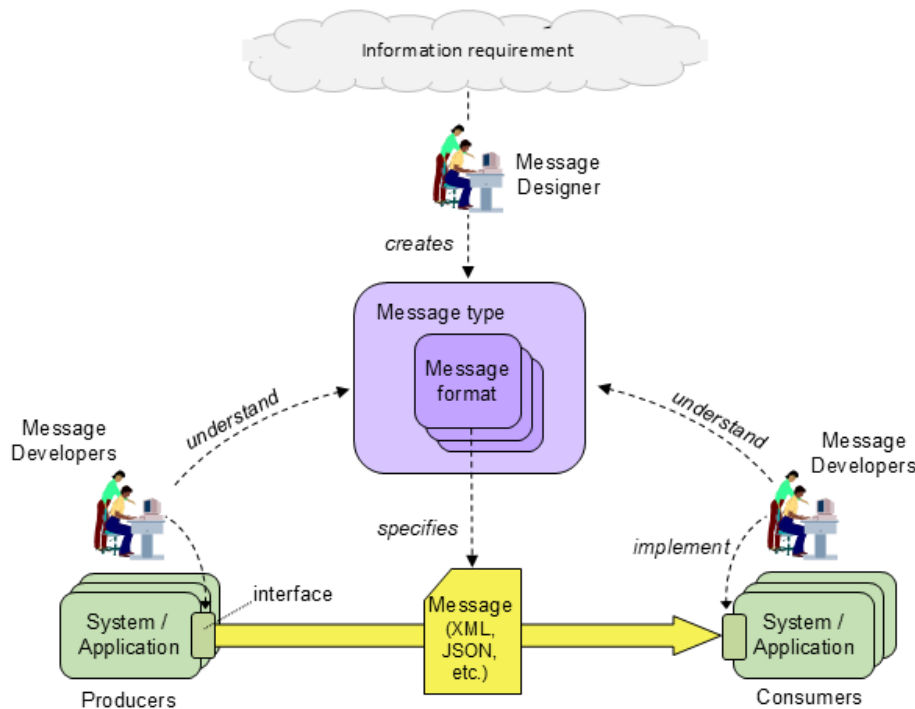 Information requirement
Message
Designer
creates
Message type
Message
format
understand
understand
Message
Developers
Message
Developers
specifies
implement
interface
System /
Application
Message
(XML,
JSON,
etc.)
System /
Application
Producers
Consumers